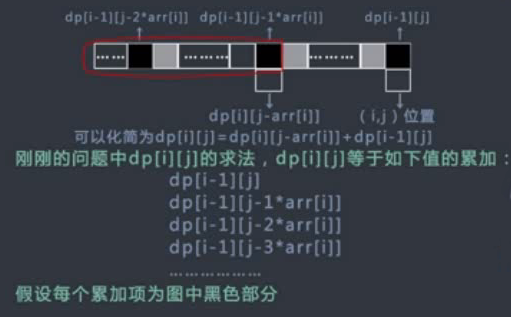 dp[i-1][j-2*arr[i]] dp[i-1][j-1*arr[i]] dp[i-1][j]
…… …… ……
dp[i][j-arr[i]] (i,j)位置
可以化简为dp[i][j]=dp[i][j-arr[i]]+dp[i-1][j]
刚刚的问题中dp[i][j]的求法，dp[i][j]等于如下值的累加：
dp[i-1][j]
dp[i-1][j-1*arr[i]]
dp[i-1][j-2*arr[i]]
dp[i-1][j-3*arr[i]]
………………
假设每个累加项为图中黑色部分